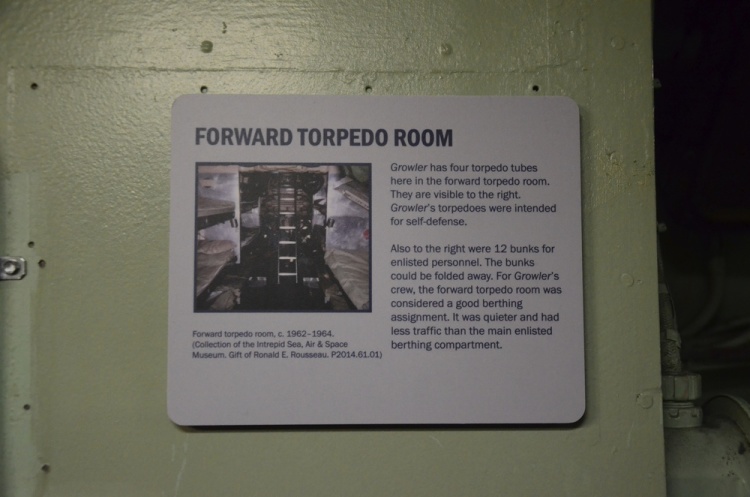 FORWARD TORPEDO ROOM
Growler has four torpedo tubes
here in the forward torpedo room.
They are visible to the right.
Growler's torpedoes were intended
for self-defense.
Also to the right were 12 bunks for
enlisted personnel. The bunks
could be folded away. For Growler's
crew, the forward torpedo room was
considered a good berthing
assignment. It was quieter and had
less traffic than the main enlisted
berthing compartment.
Forward torpedo room, c. 1962–1964.
(Collection of the Intrepid Sea, Air & Space
Museum. Gift of Ronald E. Rousseau. P2014.61.01)